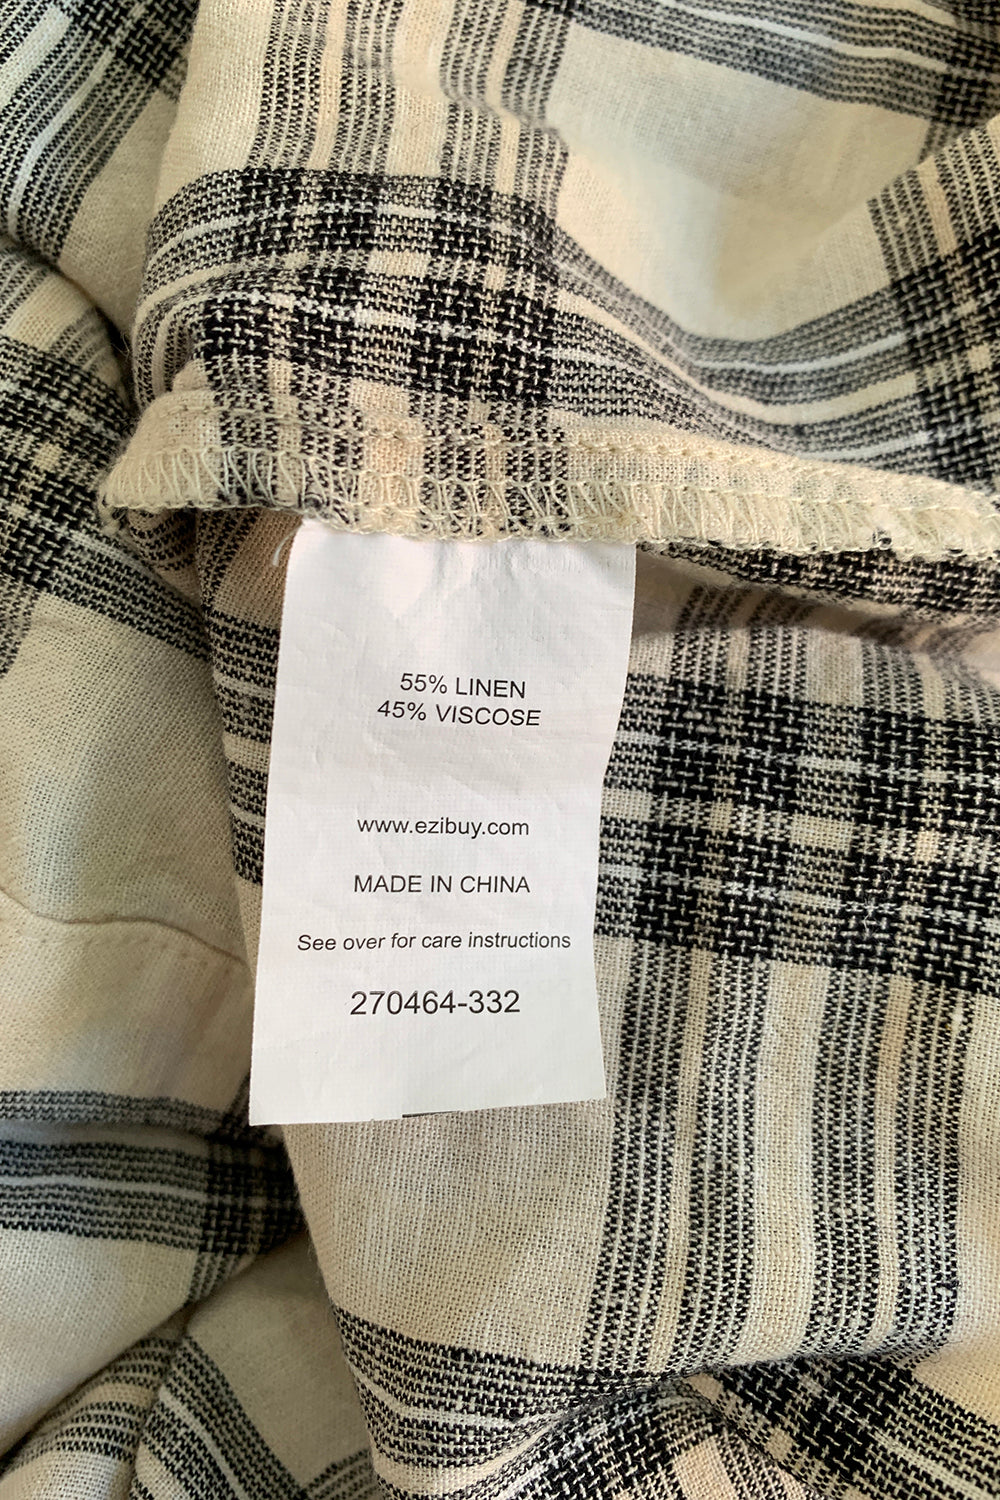 55% LINEN
45% VISCOSE
www.ezibuy.com
MADE IN CHINA
See over for care instructions
270464-332